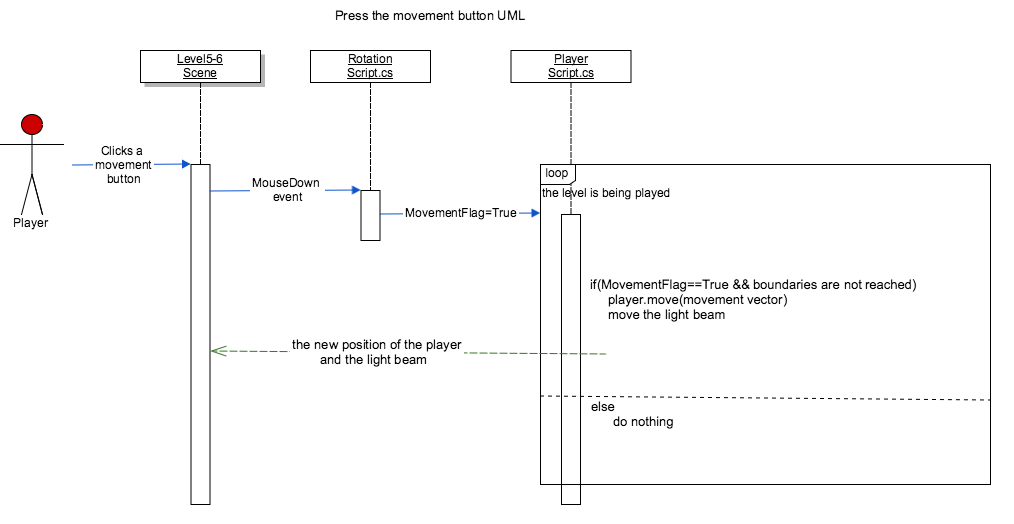 Press the movement button UML
Level5-6
Scene
Rotation
Script.cs
Player
Script.cs
Clicks a
movement
button
Player
MouseDown
event
MovementFlag=True
loop
the level is being played
if(MovementFlag==True && boundaries are not reached)
player.move(movement vector)
move the light beam
the new position of the player
and the light beam
else
do nothing